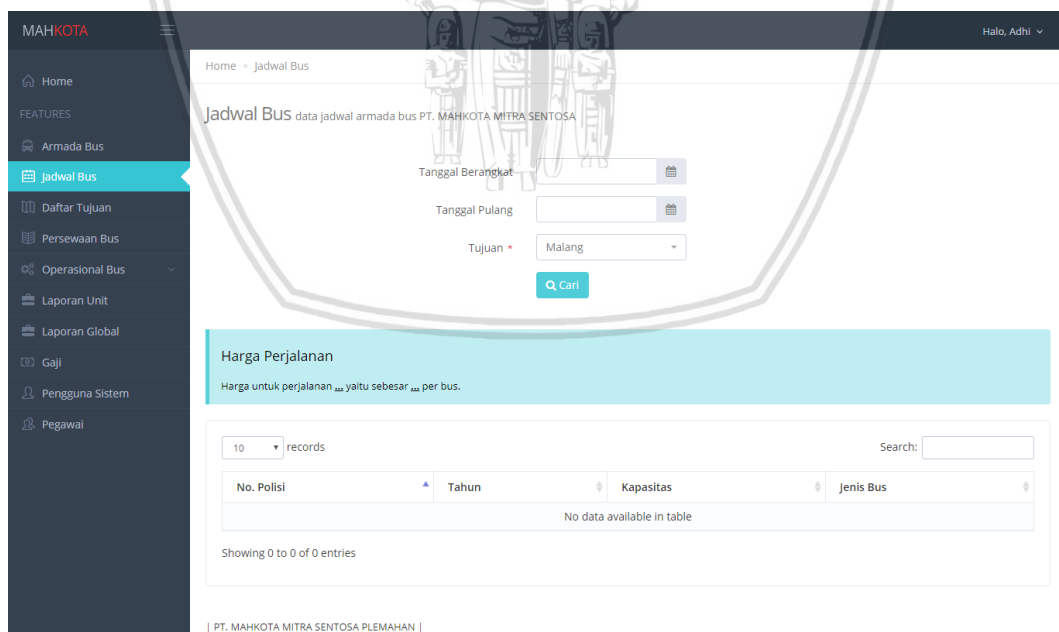 MAHKOTA
Halo, Adhi
Home
FEATURES
Armada Bus
Jadwal Bus
Daftar Tujuan
Persewaan Bus
Operasional Bus
Laporan Unit
Laporan Global
Gaji
Pengguna Sistem
Pegawai
Home Jadwal Bus
Jadwal Bus data jadwal armada bus PT. MAHKOTA MITRA SENTOSA
Tanggal Berangkat
Tanggal Pulang
Tujuan * Malang
Cari
Harga Perjalanan
Harga untuk perjalanan ... yaitu sebesar ... per bus.
10 records Search:
No. Polisi Tahun Kapasitas Jenis Bus
No data available in table
Showing 0 to 0 of 0 entries
| PT. MAHKOTA MITRA SENTOSA PLEMAHAN |